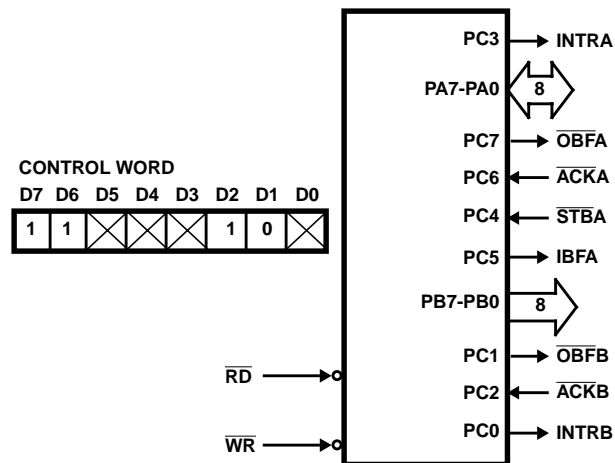 PC3 INTRA
PA7-PA0 8
PC7 OBFA
CONTROL WORD
PC6 ACKA
D7 D6 D5 D4 D3 D2 D1 D0
PC4 STBA
1 1 1 0
PC5 IBFA
PB7-PB0 8
PC1 OBFB
RD
PC2 ACKB
PC0 INTRB
WR